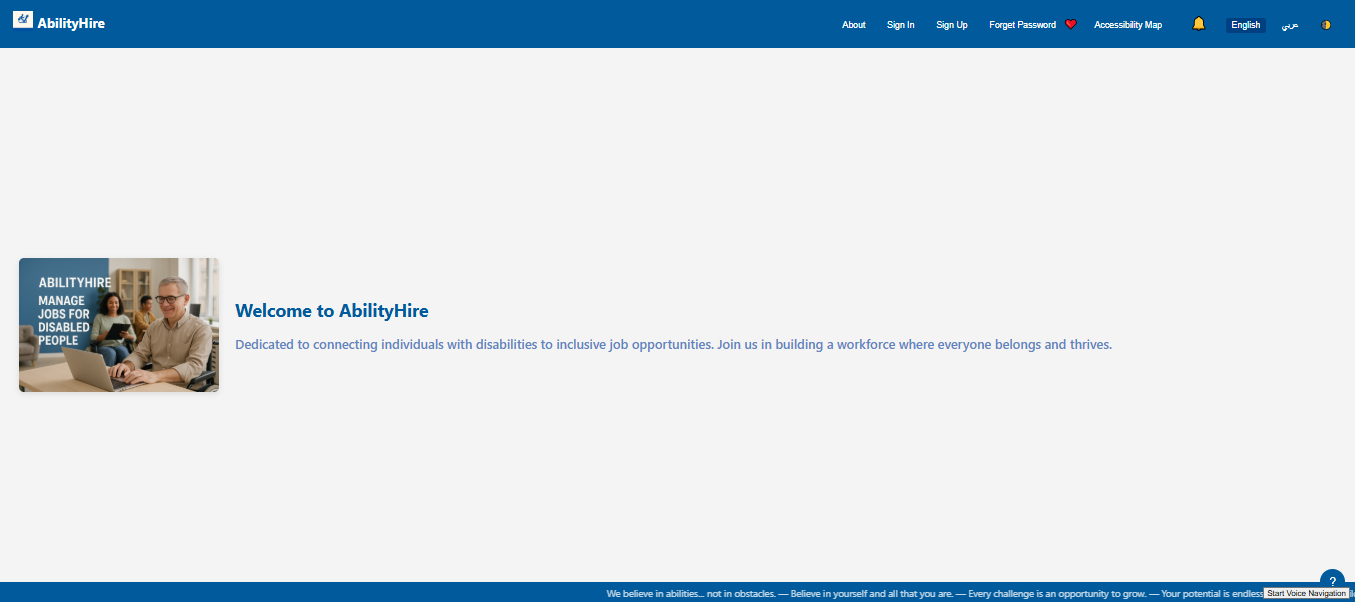 AbilityHire
About Sign In Sign Up Forget Password Accessibility Map English عربي
ABILITYHIRE
MANAGE
JOBS FOR
DISABLED
PEOPLE
Welcome to AbilityHire
Dedicated to connecting individuals with disabilities to inclusive job opportunities. Join us in building a workforce where everyone belongs and thrives.
?
We believe in abilities... not in obstacles. — Believe in yourself and all that you are. — Every challenge is an opportunity to grow. — Your potential is endless
Start Voice Navigation